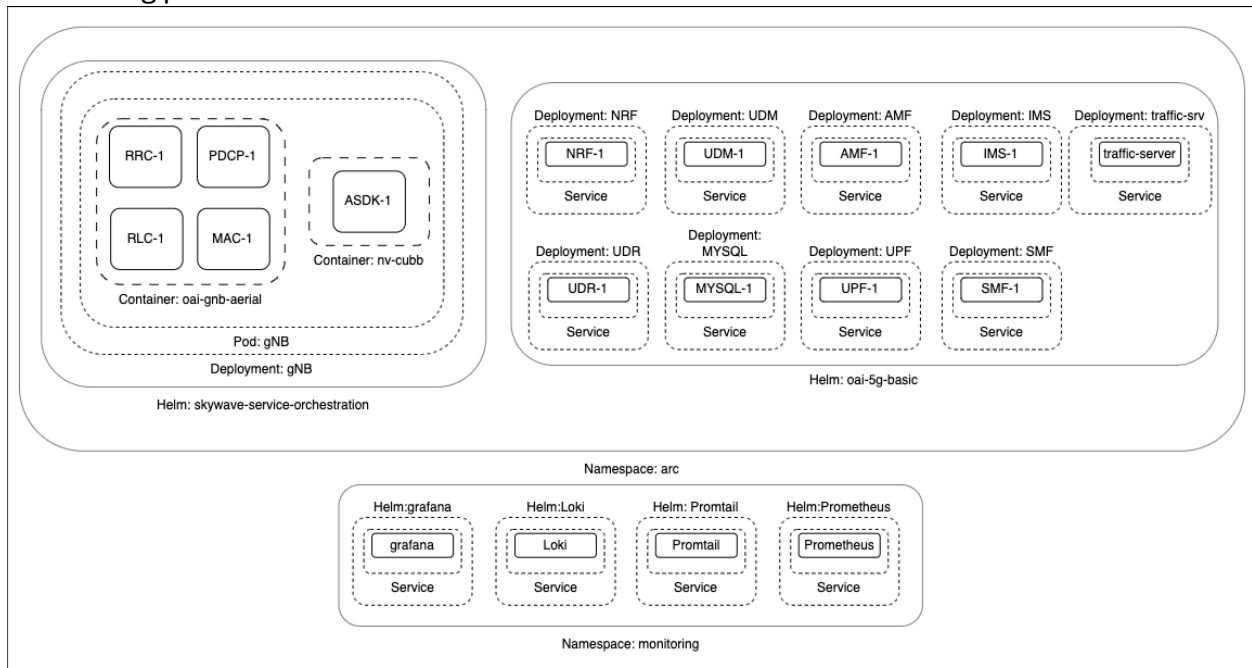 Deployment: NRF
Deployment: UDM
Deployment: AMF
Deployment: IMS
Deployment: traffic-srv
RRC-1
PDCP-1
NRF-1
UDM-1
AMF-1
IMS-1
traffic-server
ASDK-1
Service
Service
Service
Service
Service
RLC-1
MAC-1
Container: nv-cubb
Deployment: UDR
Deployment:
MYSQL
Deployment: UPF
Deployment: SMF
UDR-1
MYSQL-1
UPF-1
SMF-1
Container: oai-gnb-aerial
Service
Service
Service
Service
Pod: gNB
Deployment: gNB
Helm: oai-5g-basic
Helm: skywave-service-orchestration
Namespace: arc
Helm:grafana
Helm:Loki
Helm: Promtail
Helm:Prometheus
grafana
Loki
Promtail
Prometheus
Service
Service
Service
Service
Namespace: monitoring